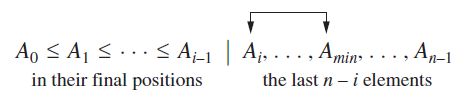 A₀ ≤ A₁ ≤ · · · ≤ Aᵢ₋₁ | Aᵢ, . . . , Aₘᵢₙ, . . . , Aₙ₋₁
in their final positions the last n – i elements